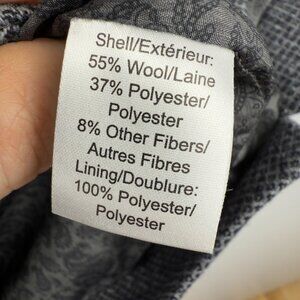 Shell/Extérieur:
55% Wool/Laine
37% Polyester/
Polyester
8% Other Fibers/
Autres Fibres
Lining/Doublure:
100% Polyester/
Polyester